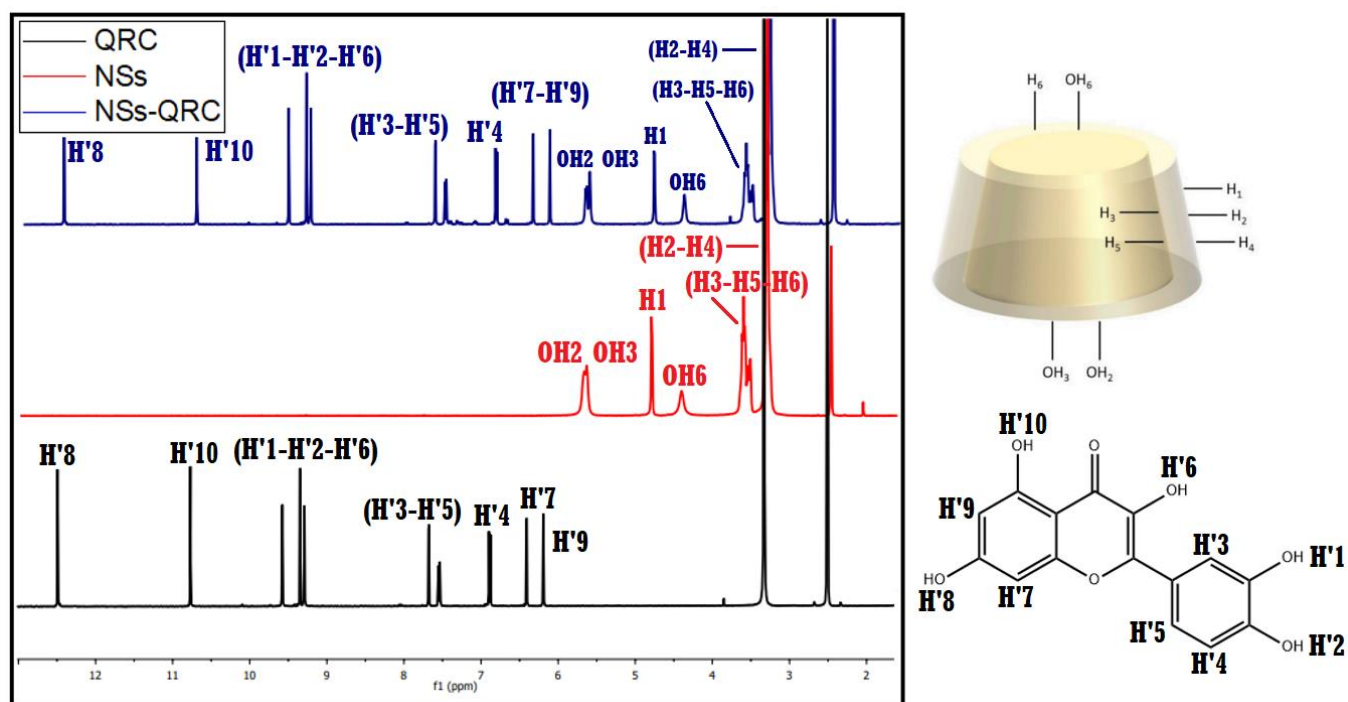 QRC
NSs
NSs-QRC
H'8
H'10
(H'1-H'2-H'6)
(H'3-H'5)
H'4
(H'7-H'9)
OH2 OH3
H1
OH6
(H2-H4)
(H3-H5-H6)
OH2 OH3
H1
OH6
(H2-H4)
(H3-H5-H6)
H'8
H'10
(H'1-H'2-H'6)
(H'3-H'5)
H'4
H'7
H'9
12 11 10 9 8 7 6 5 4 3 2
f1 (ppm)
H6 OH6
H1
H3 H2
H5 H4
OH3 OH2
H'10
OH O H'6
OH
H'9 H'3
OH H'1
HO O
H'8 H'7
H'5 OH H'2
H'4